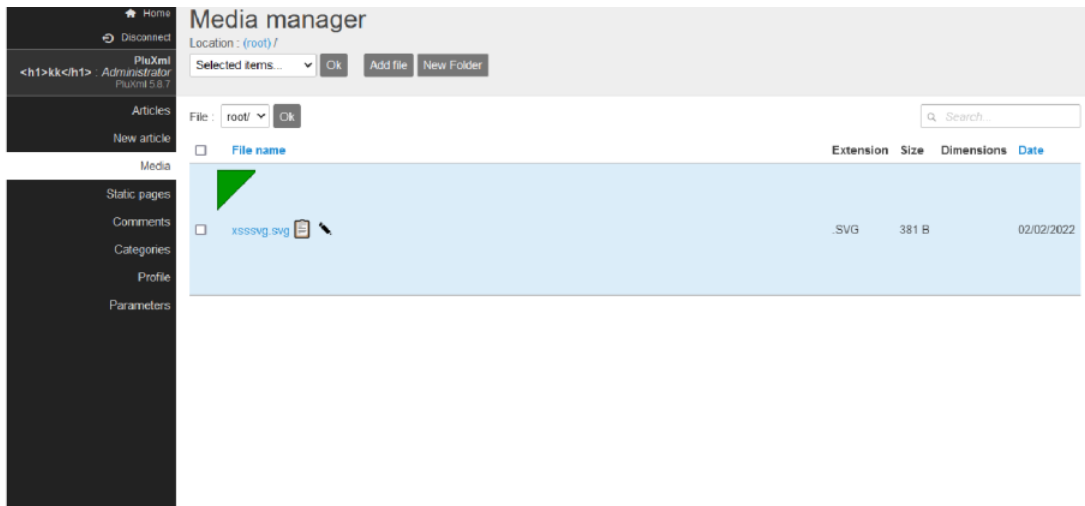 Home
Disconnect
PluXml
<h1>kk</h1> : Administrator
PluXml 5.8.7
Articles
New article
Media
Static pages
Comments
Categories
Profile
Parameters
Media manager
Location : (root) /
Selected items... Ok Add file New Folder
File : root/ Ok Search...
File name Extension Size Dimensions Date
xsssvg.svg .SVG 381 B 02/02/2022